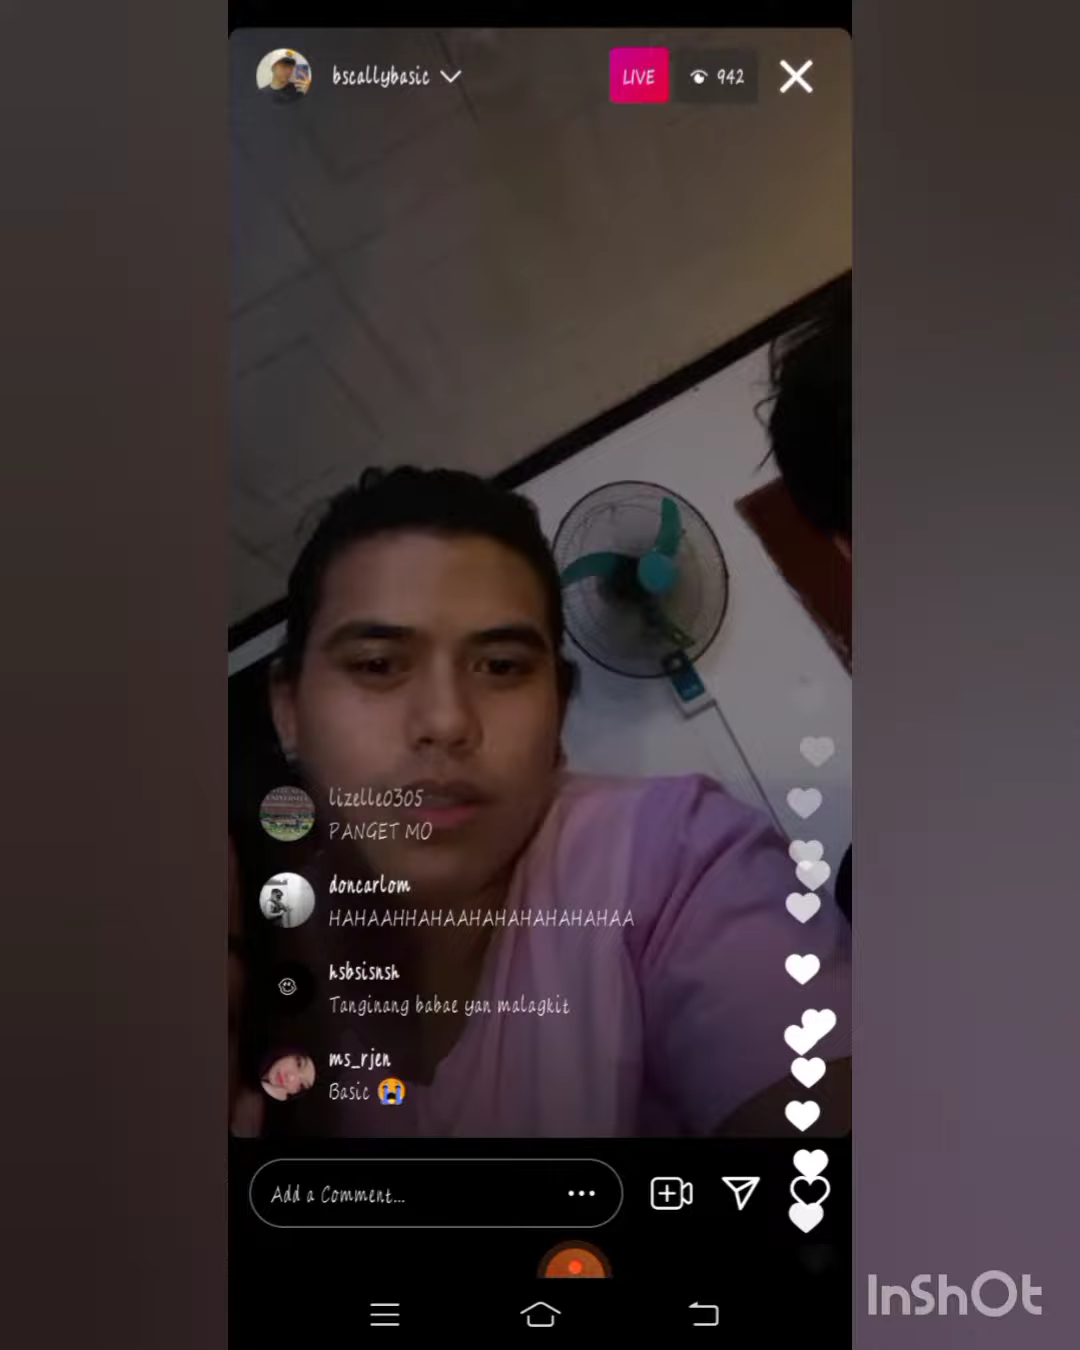 bscallybasic
LIVE
942
lizelle0305
PANGET MO
doncarlom
HAHAAHHAHAAHAHAHAHAHAHAA
hsbsisnsh
Tanginang babae yan malagkit
ms_rjen
Basic 😭
Add a Comment...
InShOt